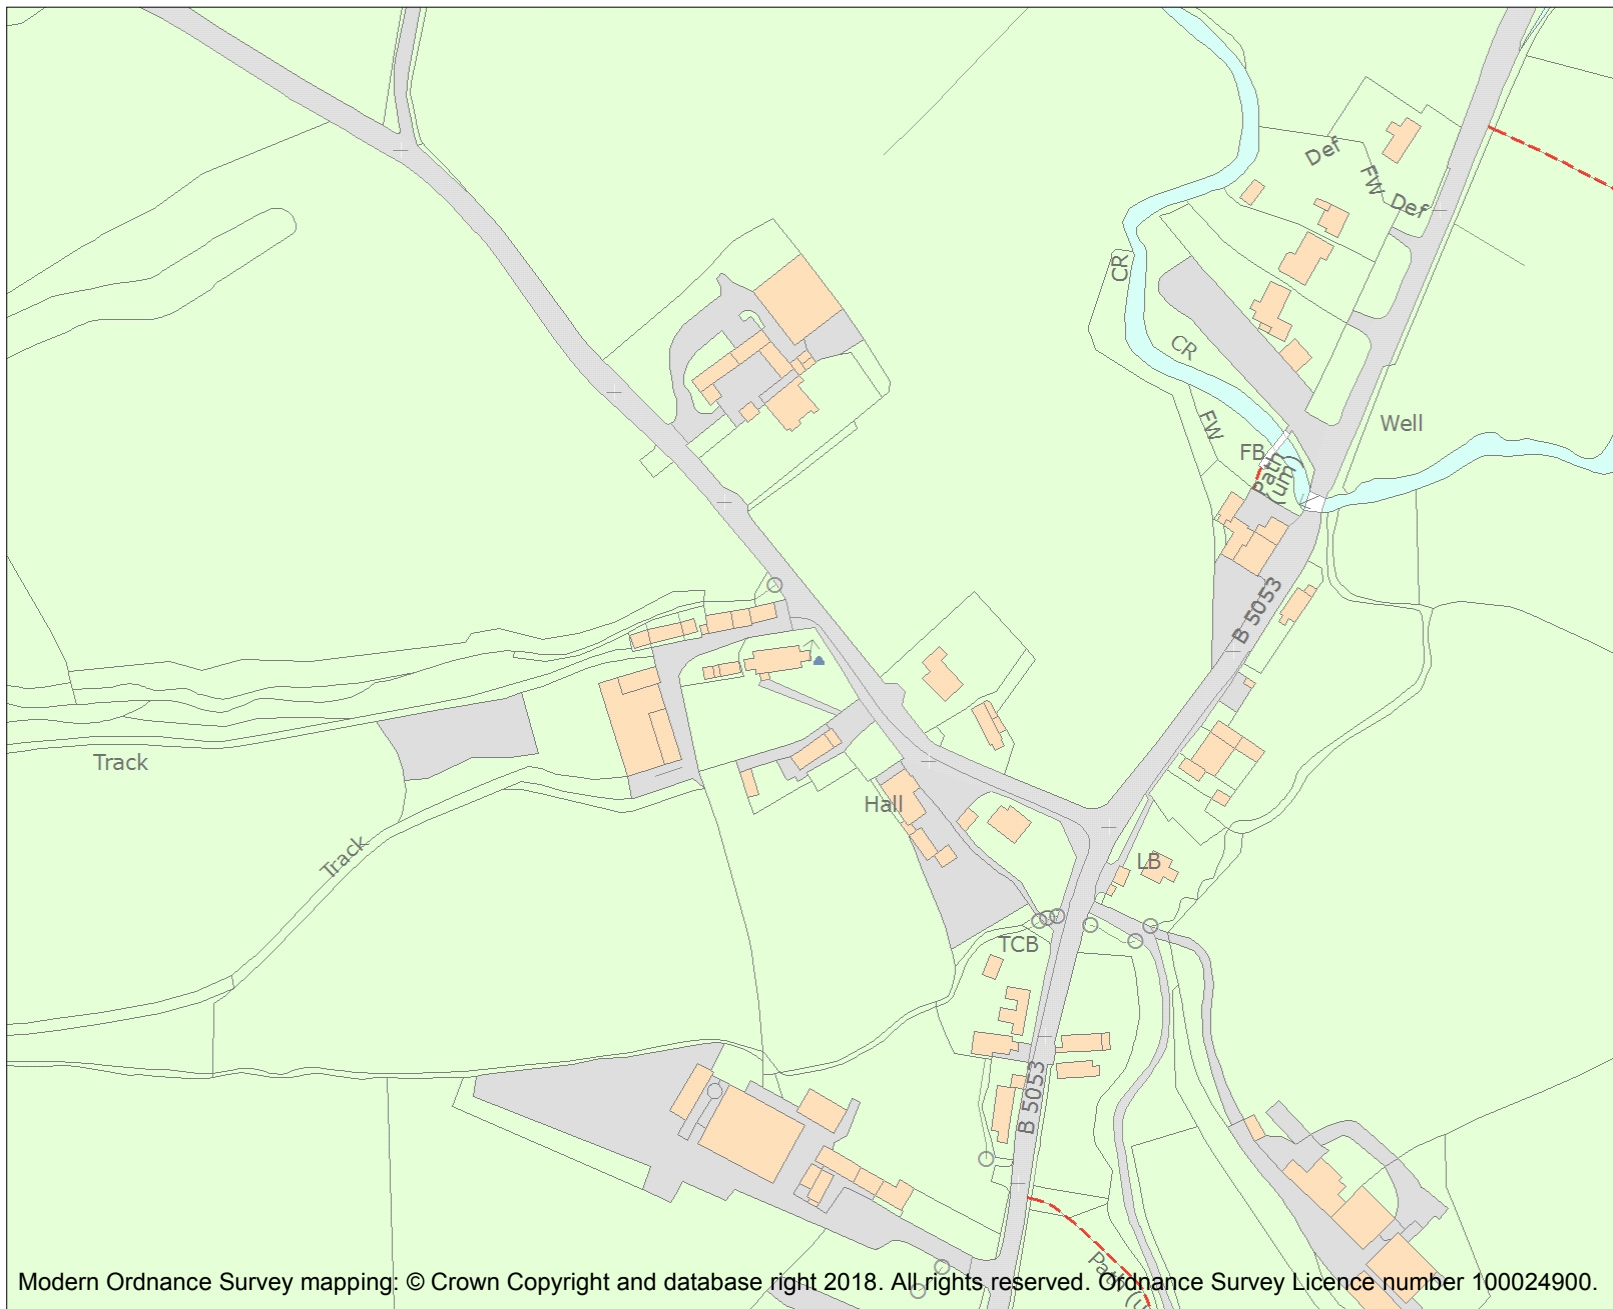 Def
FW
Def
CR
CR
FW
Well
FB
Path
(um)
B 5053
Track
Hall
Track
LB
TCB
B 5053
Path (u
Modern Ordnance Survey mapping: © Crown Copyright and database right 2018. All rights reserved. Ordnance Survey Licence number 100024900.